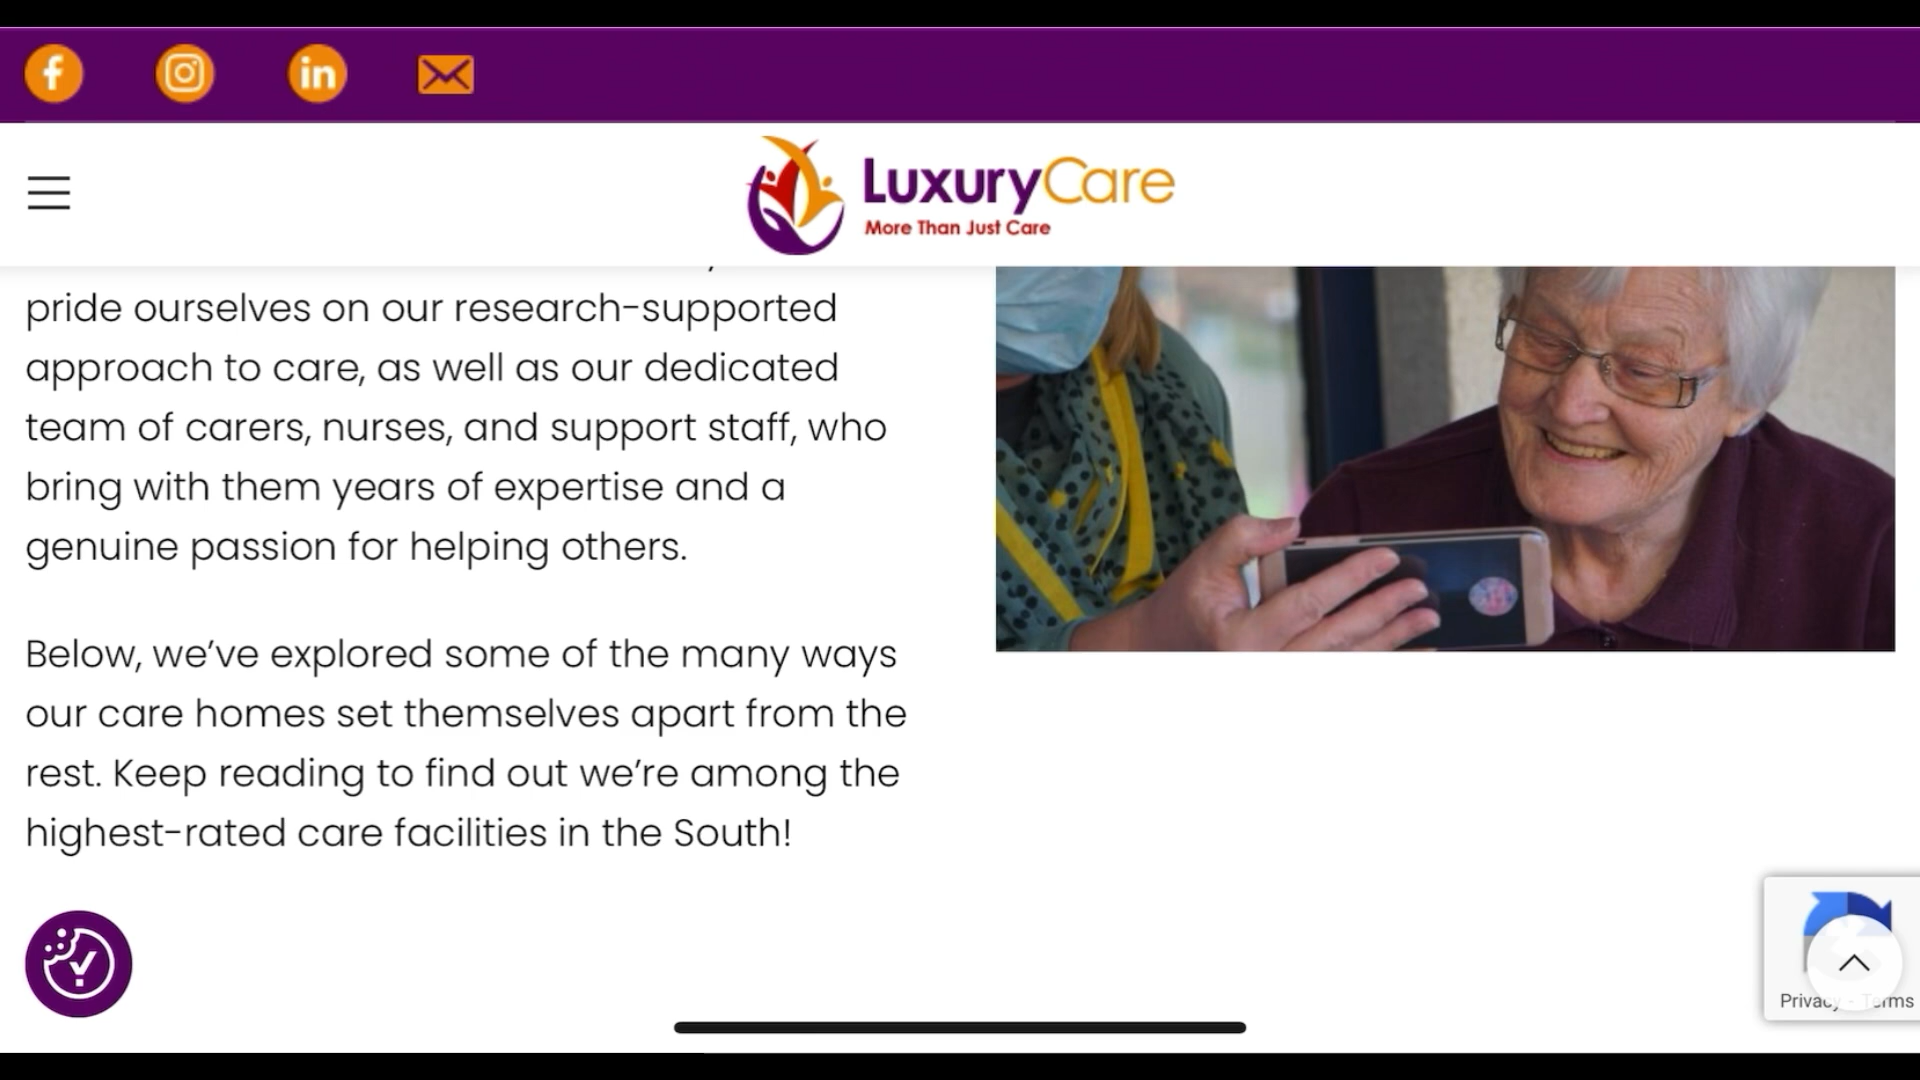 LuxuryCare
More Than Just Care
pride ourselves on our research-supported
approach to care, as well as our dedicated
team of carers, nurses, and support staff, who
bring with them years of expertise and a
genuine passion for helping others.
Below, we’ve explored some of the many ways
our care homes set themselves apart from the
rest. Keep reading to find out we’re among the
highest-rated care facilities in the South!
Privacy - Terms